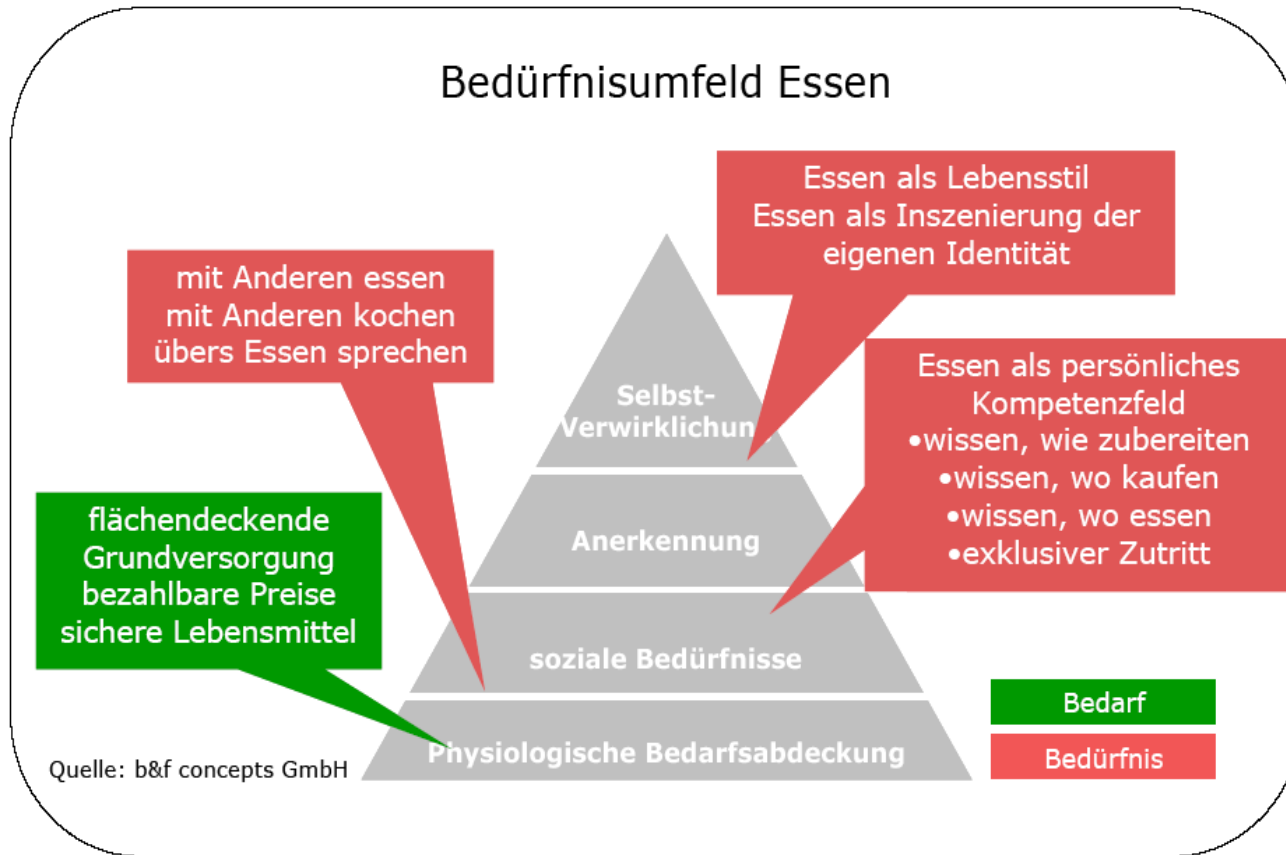 Bedürfnisumfeld Essen
Essen als Lebensstil
Essen als Inszenierung der
eigenen Identität
mit Anderen essen
mit Anderen kochen
übers Essen sprechen
Essen als persönliches
Kompetenzfeld
•wissen, wie zubereiten
•wissen, wo kaufen
•wissen, wo essen
•exklusiver Zutritt
Selbst-
Verwirklichung
flächendeckende
Grundversorgung
bezahlbare Preise
sichere Lebensmittel
Anerkennung
soziale Bedürfnisse
Physiologische Bedarfsabdeckung
Bedarf
Bedürfnis
Quelle: b&f concepts GmbH